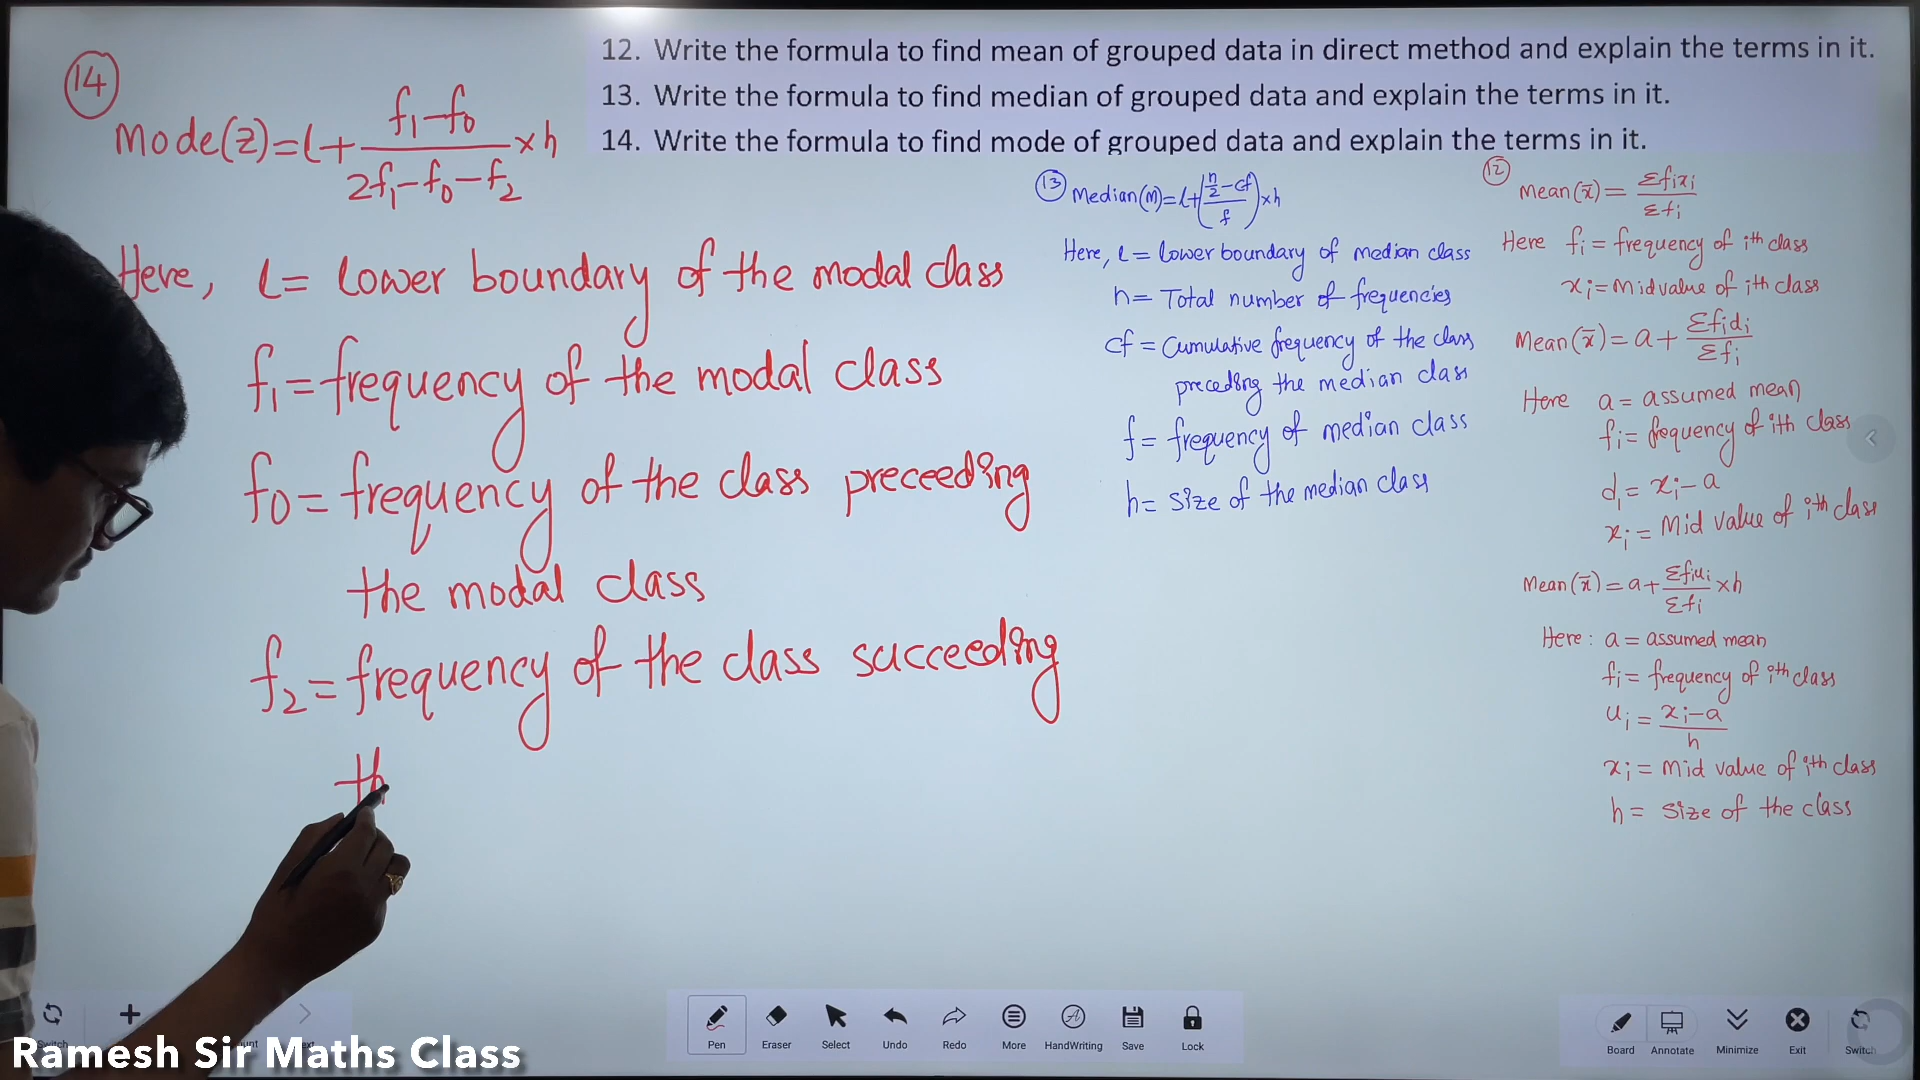 12. Write the formula to find mean of grouped data in direct method and explain the terms in it.
13. Write the formula to find median of grouped data and explain the terms in it.
14. Write the formula to find mode of grouped data and explain the terms in it.
14
Mode(z)=l+ f₁-f₀ / 2f₁-f₀-f₂ ×h
Here, l= lower boundary of the modal class
f₁=frequency of the modal class
f₀=frequency of the class preceeding
the modal class
f₂=frequency of the class succeeding
th
13 Median(M)=l+(n/2-cf / f)×h
Here, l= lower boundary of median class
n= Total number of frequencies
cf = Cumulative frequency of the class
preceding the median class
f= frequency of median class
h= size of the median class
12 Mean(x̄)= Σfᵢxᵢ / Σfᵢ
Here fᵢ= frequency of ith class
xᵢ=Midvalue of ith class
Mean(x̄)= a+ Σfᵢdᵢ / Σfᵢ
Here a= assumed mean
fᵢ= frequency of ith class
dᵢ= xᵢ-a
xᵢ= Mid value of ith class
Mean(x̄)=a+ Σfᵢuᵢ / Σfᵢ ×h
Here: a= assumed mean
fᵢ= frequency of ith class
uᵢ= xᵢ-a / h
xᵢ= Mid value of ith class
h= size of the class
Pen Eraser Select Undo Redo More HandWriting Save Lock
Board Annotate Minimize Exit Switch
Ramesh Sir Maths Class